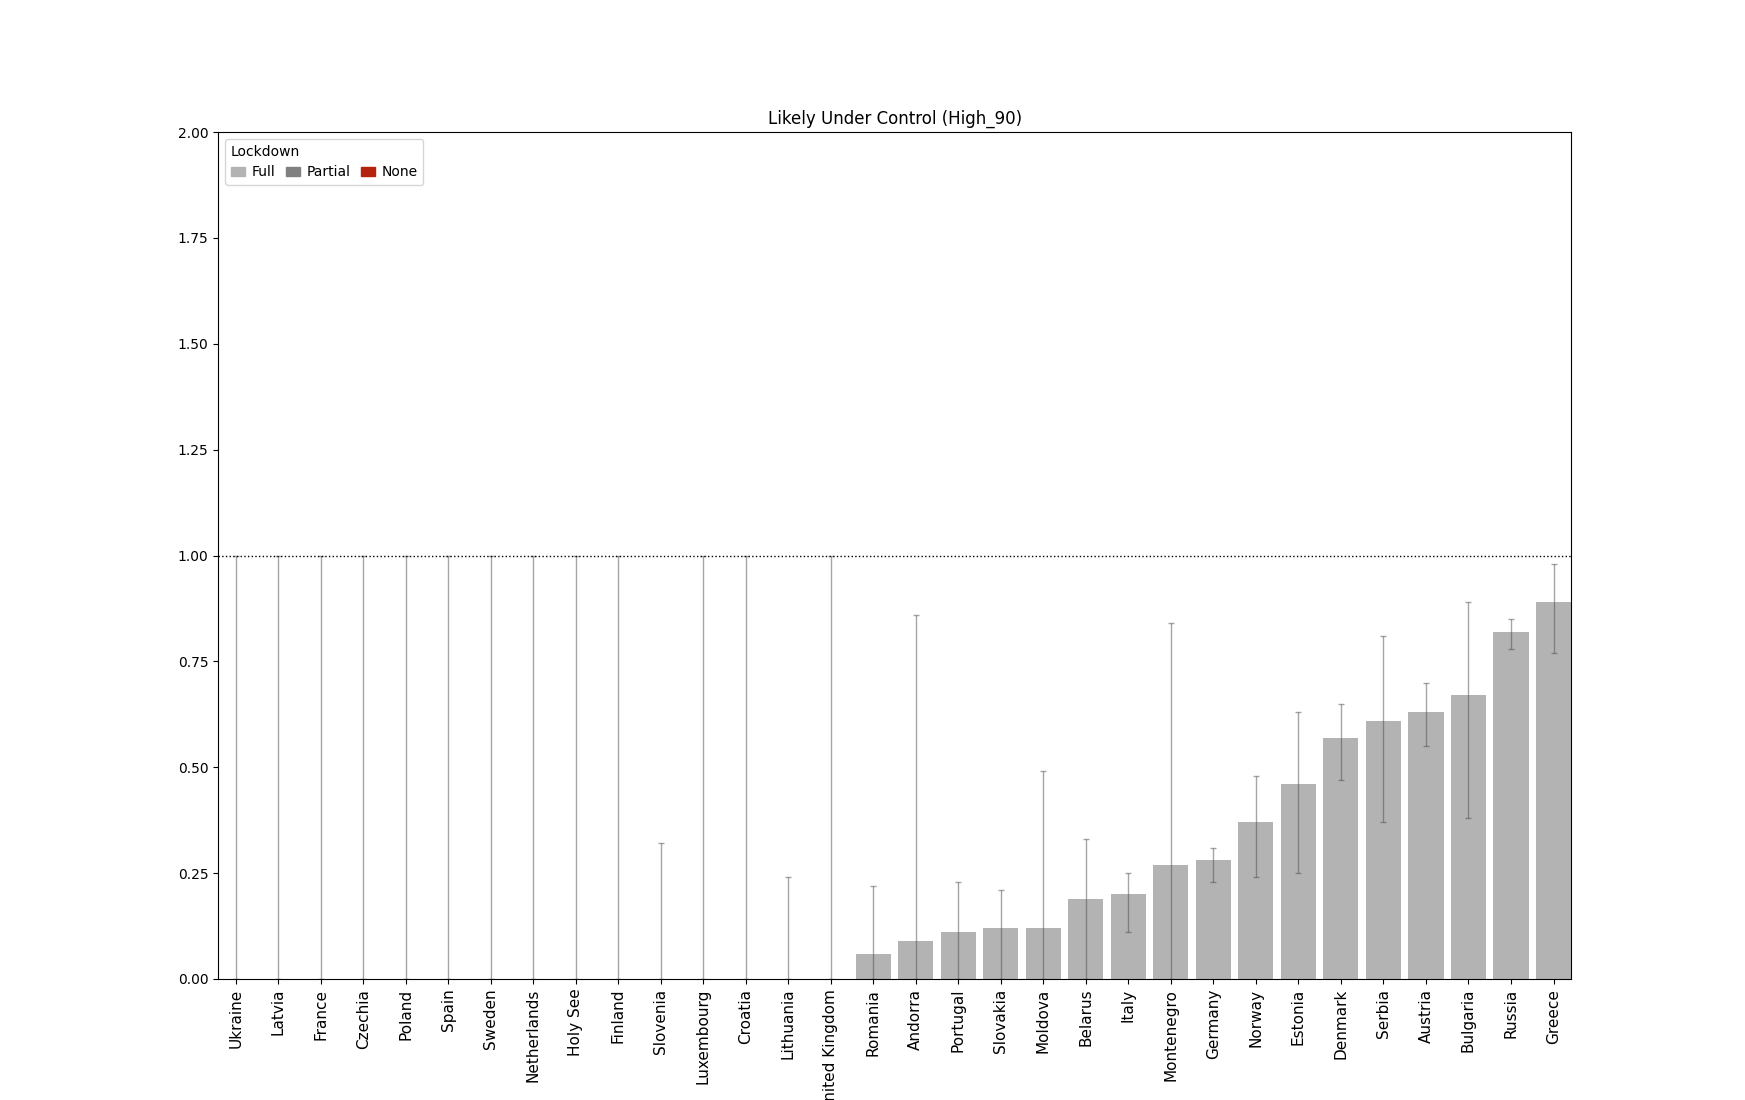 Likely Under Control (High_90)
Lockdown
Full Partial None
2.00
1.75
1.50
1.25
1.00
0.75
0.50
0.25
0.00
Ukraine
Latvia
France
Czechia
Poland
Spain
Sweden
Netherlands
Holy See
Finland
Slovenia
Luxembourg
Croatia
Lithuania
nited Kingdom
Romania
Andorra
Portugal
Slovakia
Moldova
Belarus
Italy
Montenegro
Germany
Norway
Estonia
Denmark
Serbia
Austria
Bulgaria
Russia
Greece